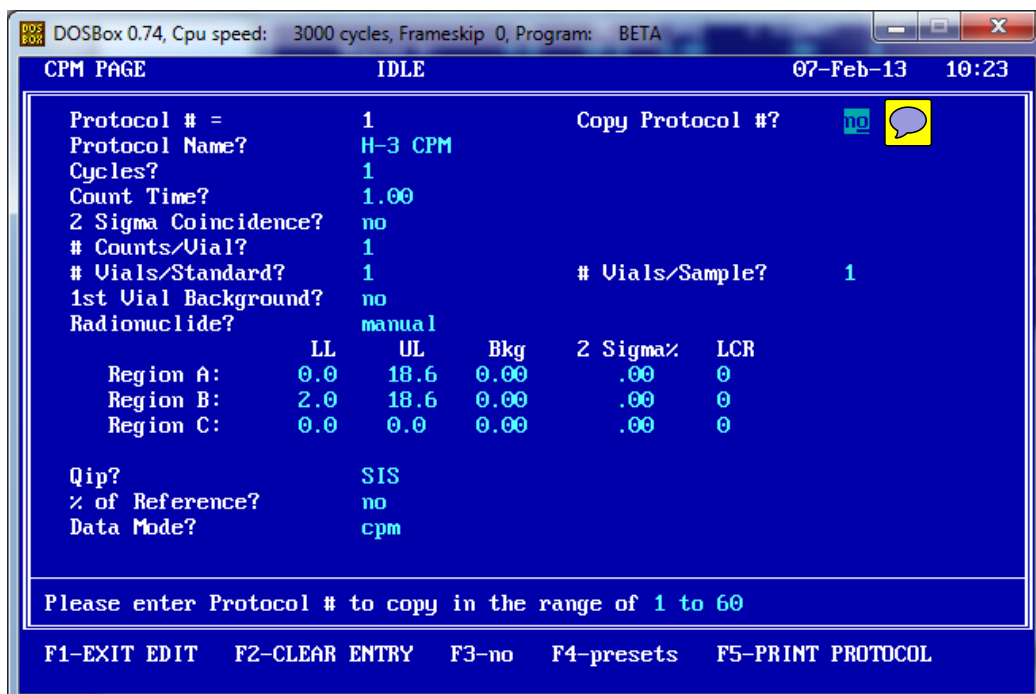 DOS BOX DOSBox 0.74, Cpu speed: 3000 cycles, Frameskip 0, Program: BETA
CPM PAGE IDLE 07-Feb-13 10:23
Protocol # = 1 Copy Protocol #? no
Protocol Name? H-3 CPM
Cycles? 1
Count Time? 1.00
2 Sigma Coincidence? no
# Counts/Vial? 1
# Vials/Standard? 1 # Vials/Sample? 1
1st Vial Background? no
Radionuclide? manual
LL UL Bkg 2 Sigma% LCR
Region A: 0.0 18.6 0.00 .00 0
Region B: 2.0 18.6 0.00 .00 0
Region C: 0.0 0.0 0.00 .00 0
Qip? SIS
% of Reference? no
Data Mode? cpm
Please enter Protocol # to copy in the range of 1 to 60
F1-EXIT EDIT F2-CLEAR ENTRY F3-no F4-presets F5-PRINT PROTOCOL